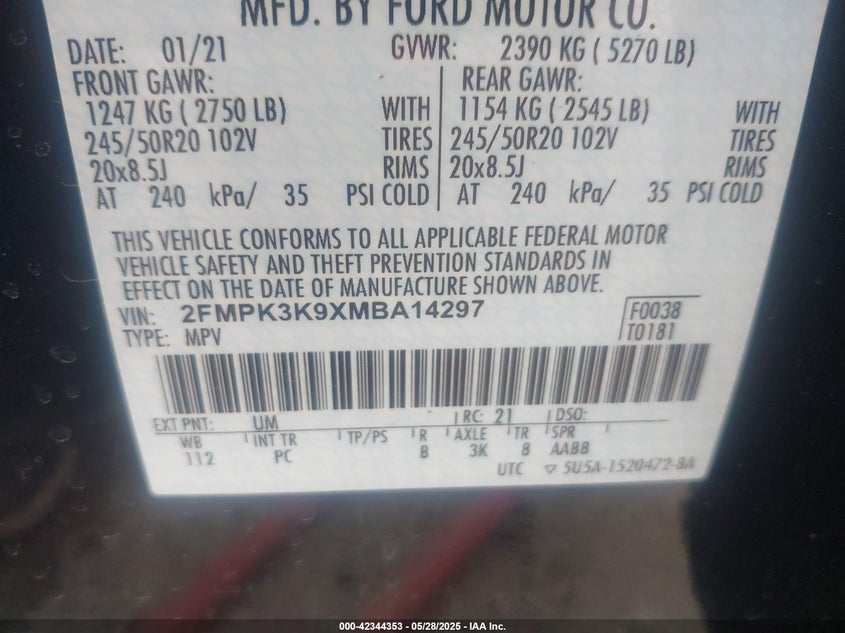 MFD. BY FORD MOTOR CO.
DATE: 01/21 GVWR: 2390 KG ( 5270 LB)
FRONT GAWR: REAR GAWR:
1247 KG ( 2750 LB) WITH 1154 KG ( 2545 LB) WITH
245/50R20 102V TIRES 245/50R20 102V TIRES
20x8.5J RIMS 20x8.5J RIMS
AT 240 kPa/ 35 PSI COLD AT 240 kPa/ 35 PSI COLD
THIS VEHICLE CONFORMS TO ALL APPLICABLE FEDERAL MOTOR
VEHICLE SAFETY AND THEFT PREVENTION STANDARDS IN
EFFECT ON THE DATE OF MANUFACTURE SHOWN ABOVE.
VIN: 2FMPK3K9XMBA14297 F0038
TYPE: MPV T0181
EXT PNT: UM RC: 21 DSO:
WB INT TR TP/PS R AXLE TR SPR
112 PC B 3K 8 AABB
UTC ▽ 5U5A-1520472-BA
000-42344353 - 05/28/2025 - IAA Inc.